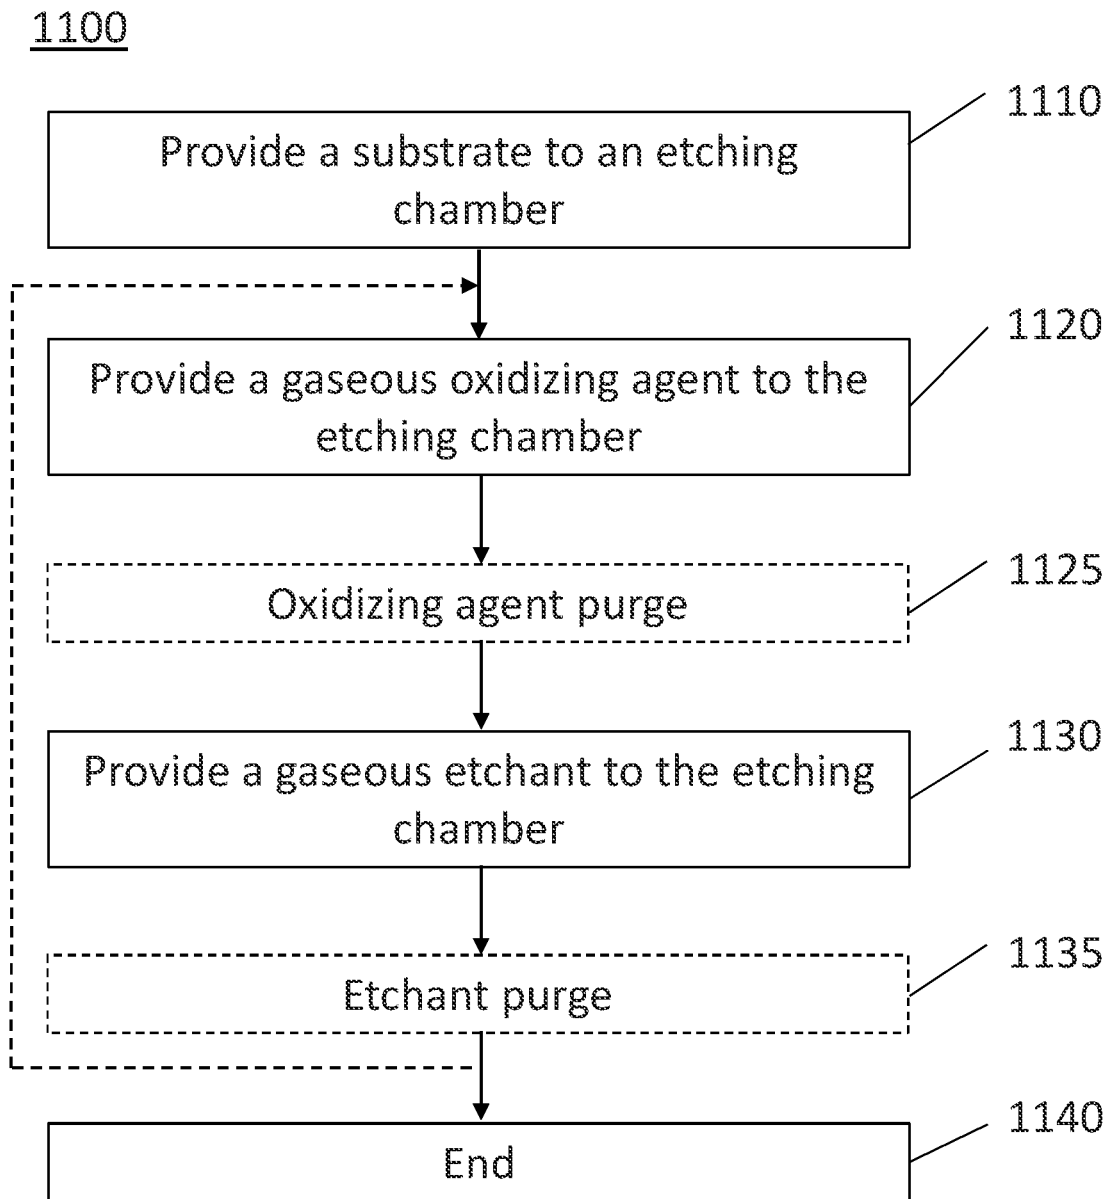 1100
1110
Provide a substrate to an etching
chamber
1120
Provide a gaseous oxidizing agent to the
etching chamber
1125
Oxidizing agent purge
1130
Provide a gaseous etchant to the etching
chamber
1135
Etchant purge
1140
End